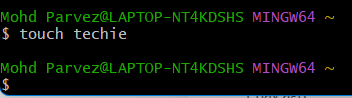 Mohd Parvez@LAPTOP-NT4KDSHS MINGW64 ~
$ touch techie
Mohd Parvez@LAPTOP-NT4KDSHS MINGW64 ~
$